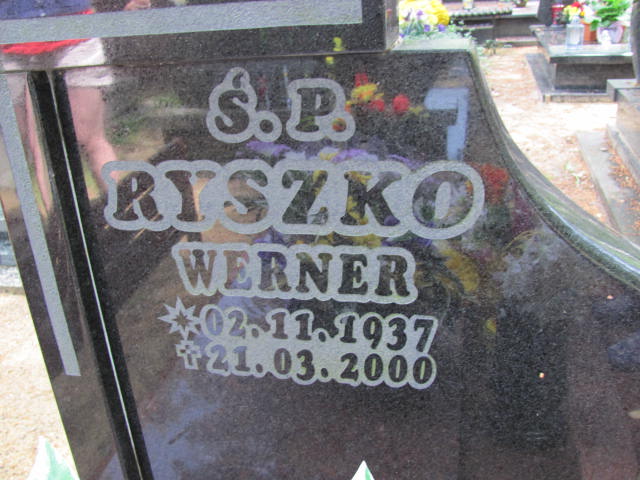 Ś.P.
RYSZKO
WERNER
02.11.1937
21.03.2000